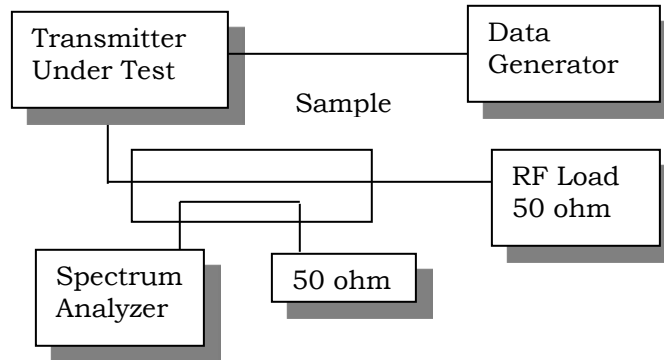 Transmitter
Under Test
Data
Generator
Sample
RF Load
50 ohm
Spectrum
Analyzer
50 ohm